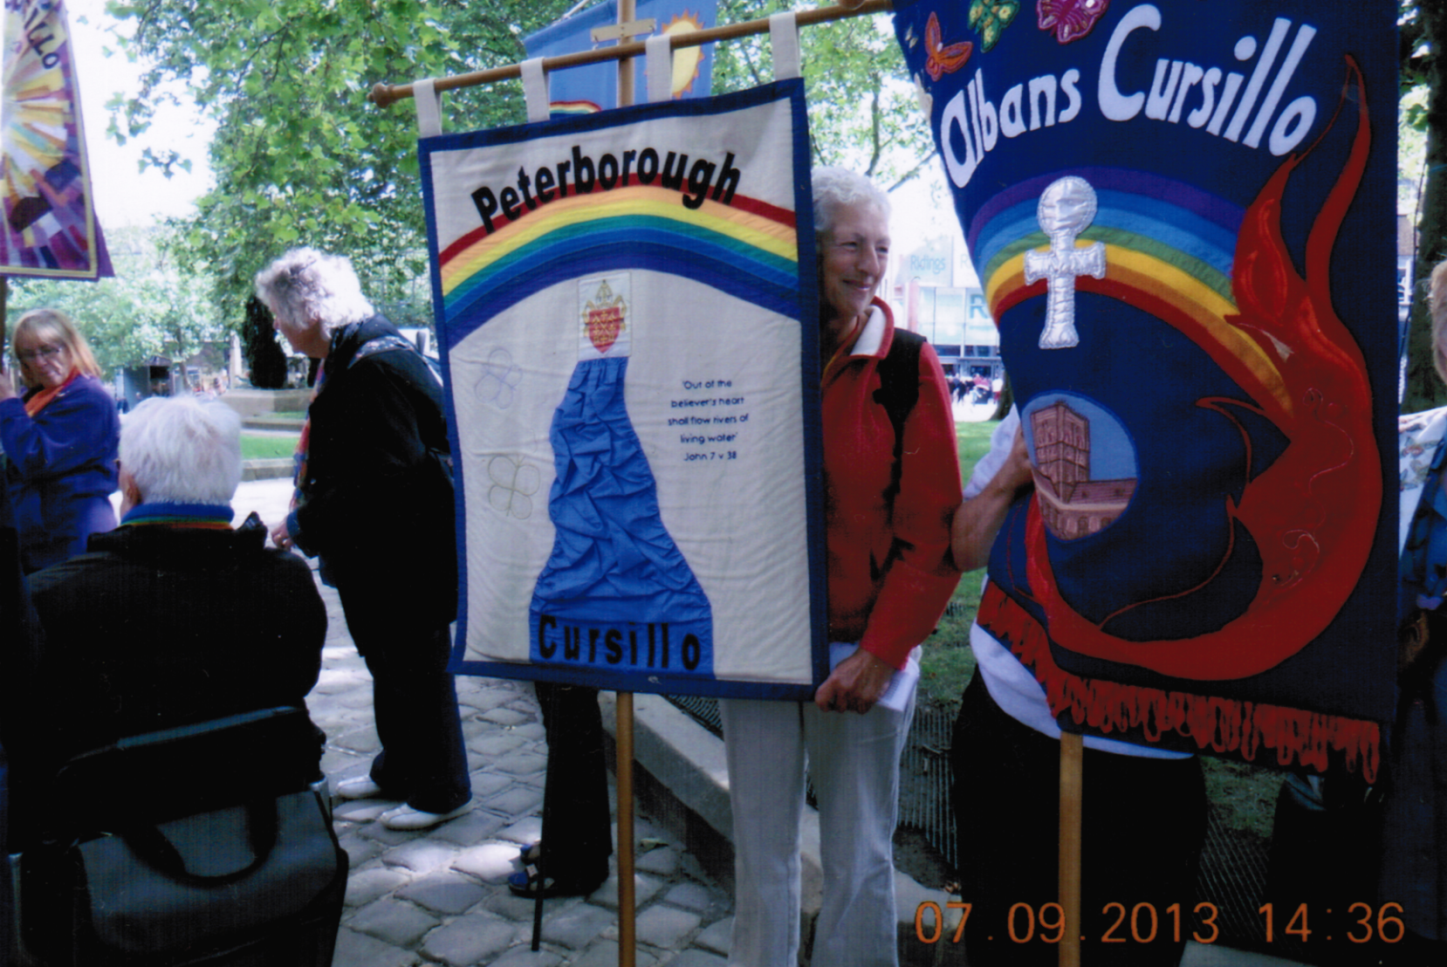 Peterborough
'Out of the
believer's heart
shall flow rivers of
living water'
John 7 v 38
Cursillo
Albans Cursillo
Ridings
R
07.09.2013 14:36